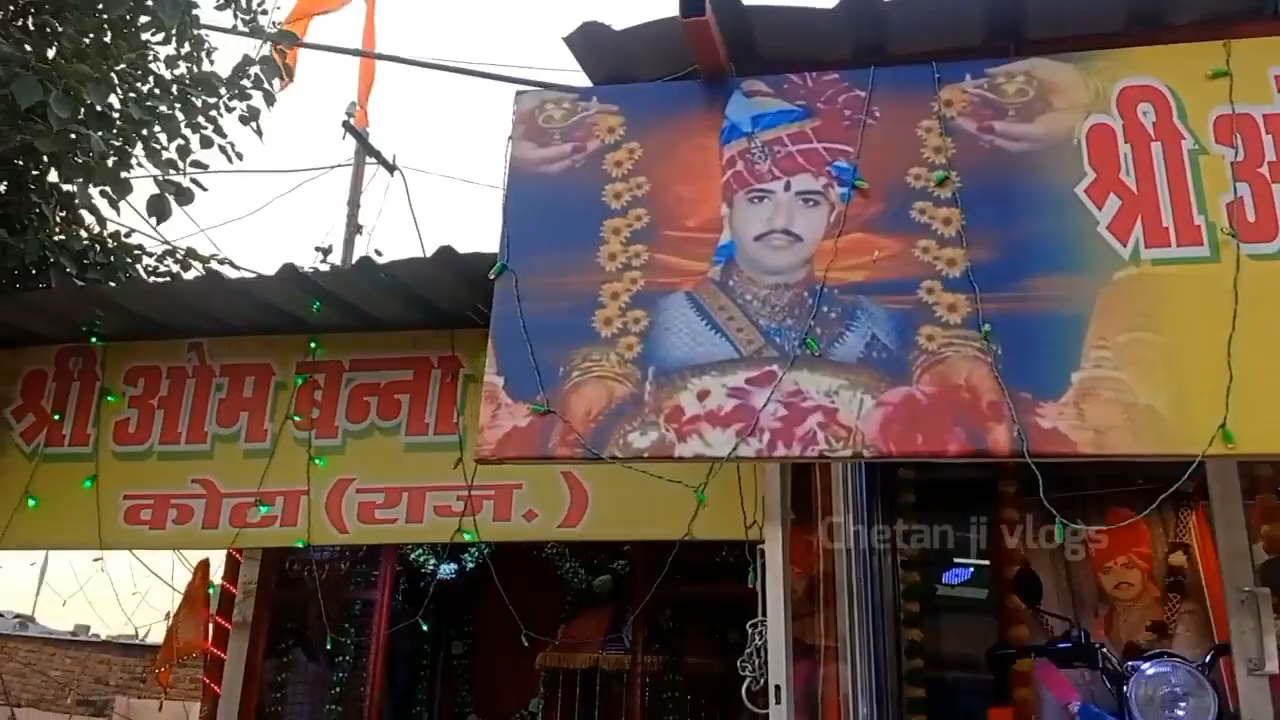 श्री ओम बन्ना
कोटा (राज.)
श्री
Chetan ji vlogs